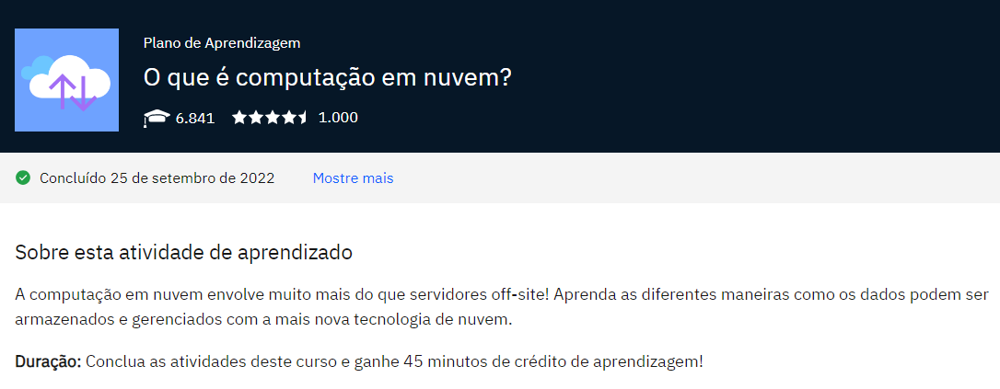 Plano de Aprendizagem
O que é computação em nuvem?
6.841 1.000
Concluído 25 de setembro de 2022 Mostre mais
Sobre esta atividade de aprendizado
A computação em nuvem envolve muito mais do que servidores off-site! Aprenda as diferentes maneiras como os dados podem ser
armazenados e gerenciados com a mais nova tecnologia de nuvem.
Duração: Conclua as atividades deste curso e ganhe 45 minutos de crédito de aprendizagem!